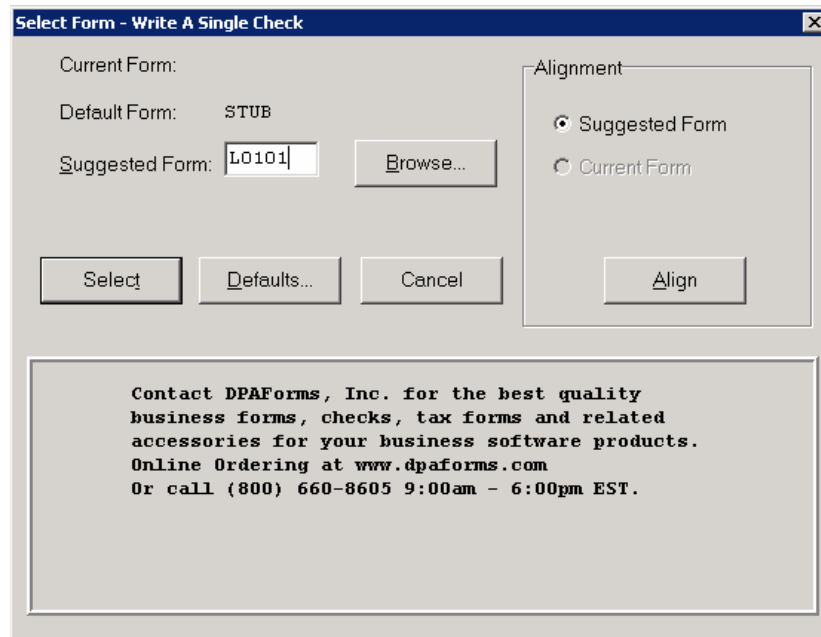 Select Form - Write A Single Check
Current Form:
Default Form: STUB
Suggested Form: L0101 Browse...
Alignment
Suggested Form
Current Form
Select Defaults... Cancel Align
Contact DPAForms, Inc. for the best quality
business forms, checks, tax forms and related
accessories for your business software products.
Online Ordering at www.dpaforms.com
Or call (800) 660-8605 9:00am - 6:00pm EST.